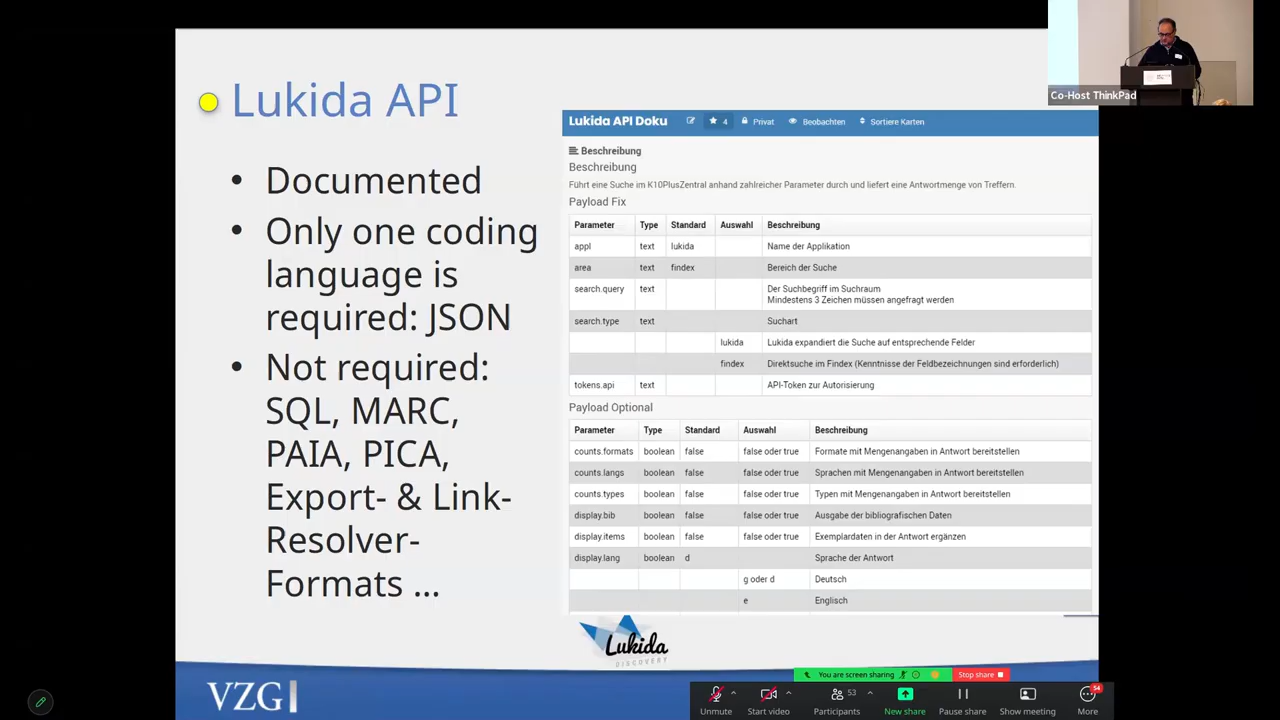 Lukida API
• Documented
• Only one coding
language is
required: JSON
• Not required:
SQL, MARC,
PAIA, PICA,
Export- & Link-
Resolver-
Formats ...
Lukida API Doku 4 Privat Beobachten Sortiere Karten
Beschreibung
Beschreibung
Führt eine Suche im K10PlusZentral anhand zahlreicher Parameter durch und liefert eine Antwortmenge von Treffern.
Payload Fix
Parameter Type Standard Auswahl Beschreibung
appl text lukida Name der Applikation
area text findex Bereich der Suche
search.query text Der Suchbegriff im Suchraum
Mindestens 3 Zeichen müssen angefragt werden
search.type text Suchart
lukida Lukida expandiert die Suche auf entsprechende Felder
findex Direktsuche im Findex (Kenntnisse der Feldbezeichnungen sind erforderlich)
tokens.api text API-Token zur Autorisierung
Payload Optional
Parameter Type Standard Auswahl Beschreibung
counts.formats boolean false false oder true Formate mit Mengenangaben in Antwort bereitstellen
counts.langs boolean false false oder true Sprachen mit Mengenangaben in Antwort bereitstellen
counts.types boolean false false oder true Typen mit Mengenangaben in Antwort bereitstellen
display.bib boolean false false oder true Ausgabe der bibliografischen Daten
display.items boolean false false oder true Exemplardaten in der Antwort ergänzen
display.lang boolean d Sprache der Antwort
g oder d Deutsch
e Englisch
Lukida
DISCOVERY
VZG
Co-Host ThinkPad
You are screen sharing Stop share
Unmute Start video 53 Participants New share Pause share Show meeting 54 More